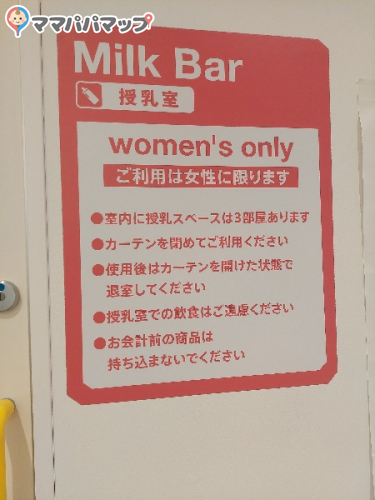 ママパパマップ
Milk Bar
授乳室
women's only
ご利用は女性に限ります
●室内に授乳スペースは3部屋あります
●カーテンを閉めてご利用ください
●使用後はカーテンを開けた状態で
退室してください
●授乳室での飲食はご遠慮ください
●お会計前の商品は
持ち込まないでください